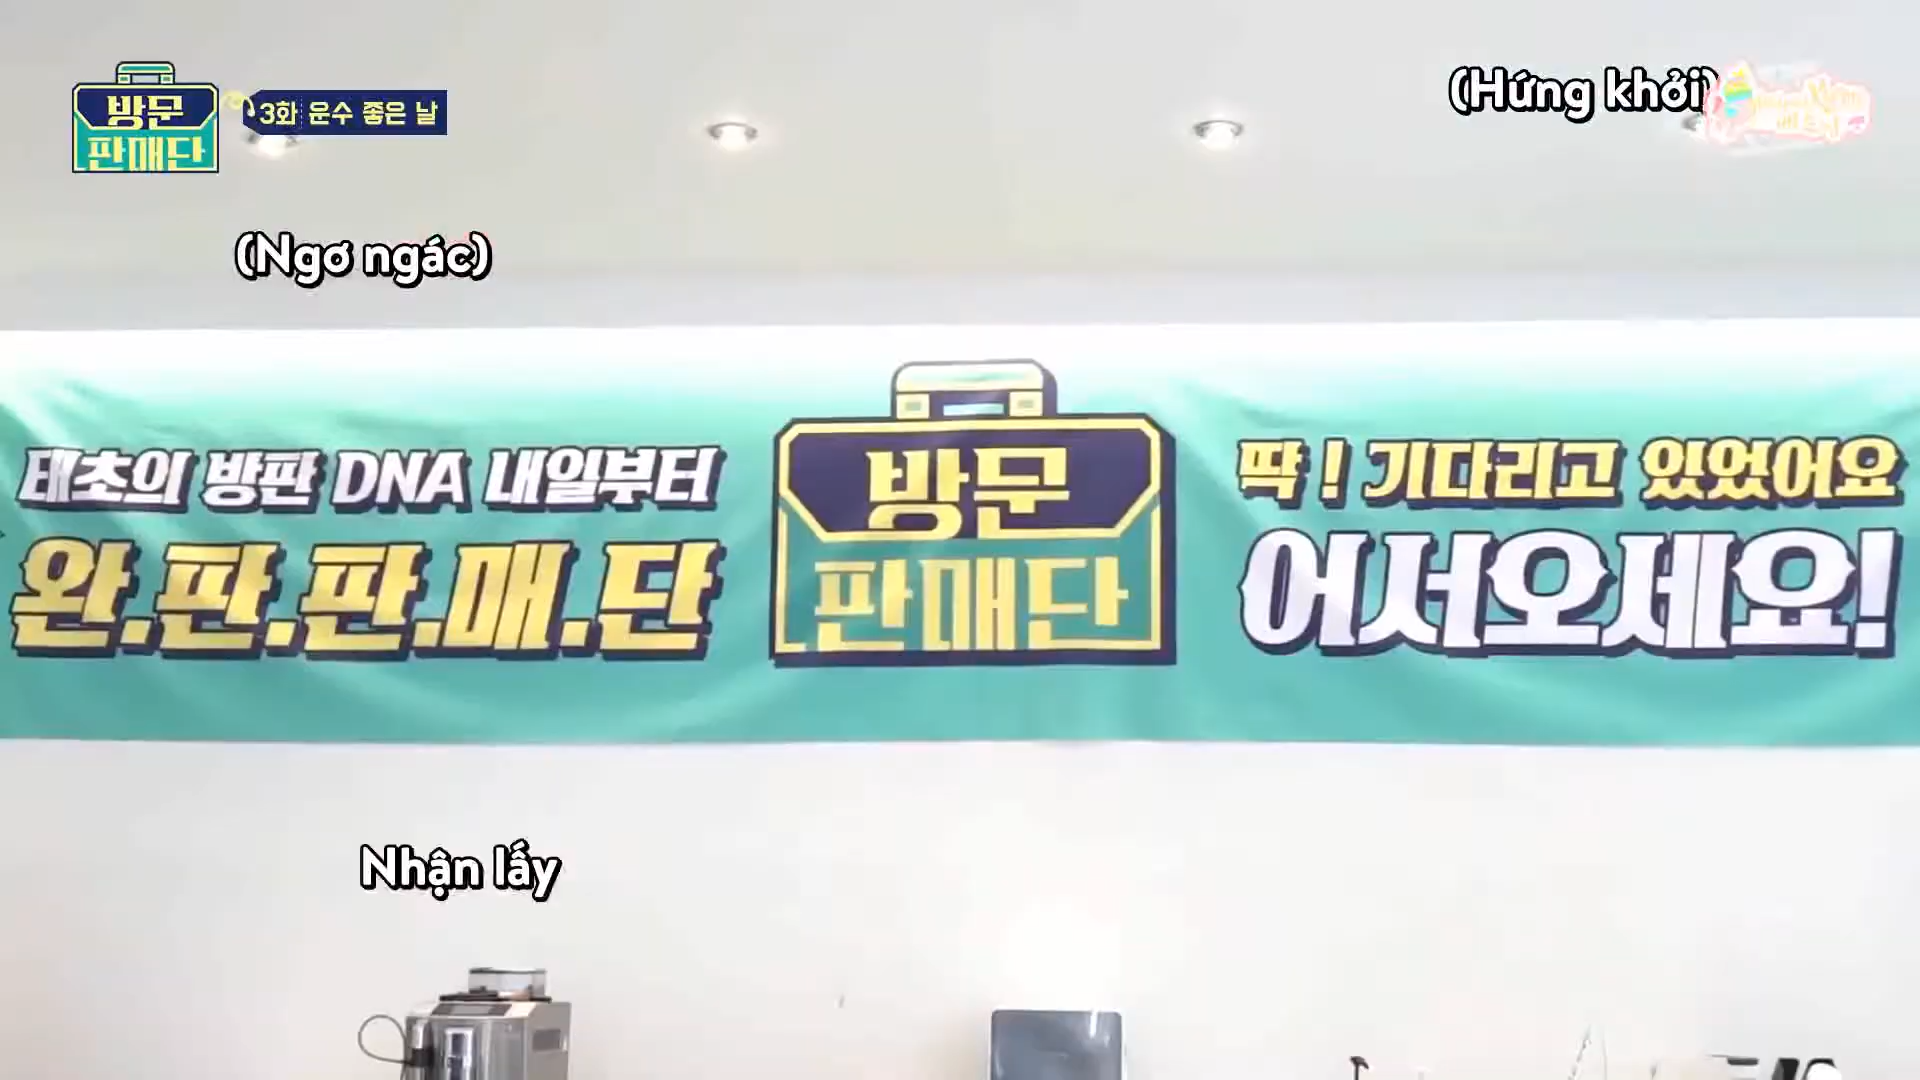 방문
판매단
3화 운수 좋은 날
(Hứng khởi)
(Ngơ ngác)
태초의 방판 DNA 내일부터
완.판.판.매.단
방문
판매단
딱! 기다리고 있었어요
어서오세요!
Nhận lấy